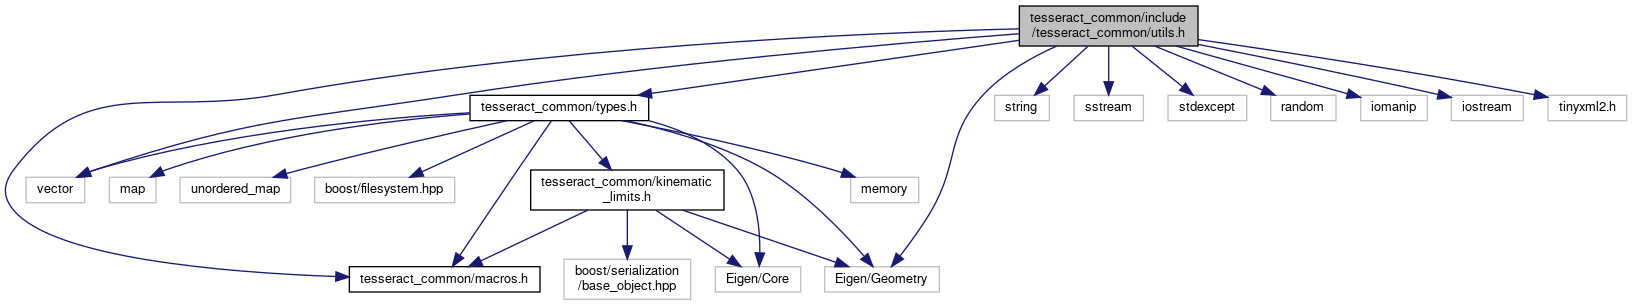 tesseract_common/include
/tesseract_common/utils.h
tesseract_common/types.h
string
sstream
stdexcept
random
iomanip
iostream
tinyxml2.h
vector
map
unordered_map
boost/filesystem.hpp
tesseract_common/kinematic
_limits.h
memory
tesseract_common/macros.h
boost/serialization
/base_object.hpp
Eigen/Core
Eigen/Geometry